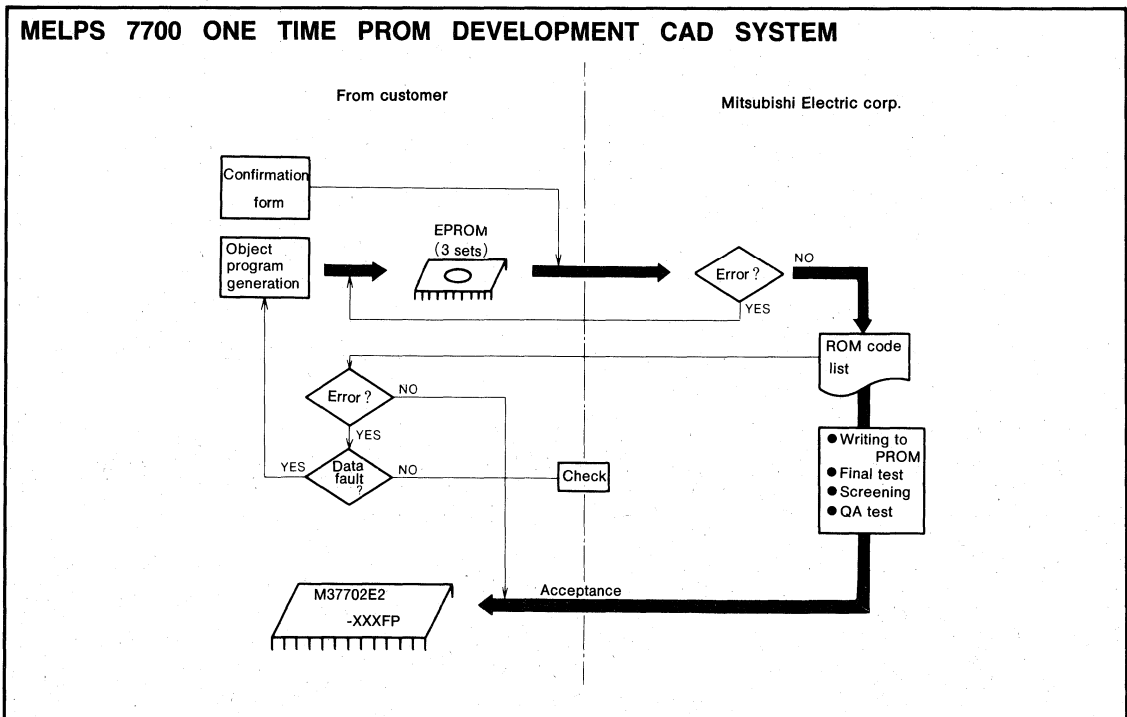 MELPS 7700 ONE TIME PROM DEVELOPMENT CAD SYSTEM
From customer
Mitsubishi Electric corp.
Confirmation
form
EPROM
(3 sets)
Object
program
generation
Error?
NO
YES
ROM code
list
Error?
NO
YES
Data
fault
?
YES
NO
Check
●Writing to
PROM
●Final test
●Screening
●QA test
Acceptance
M37702E2
-XXXFP